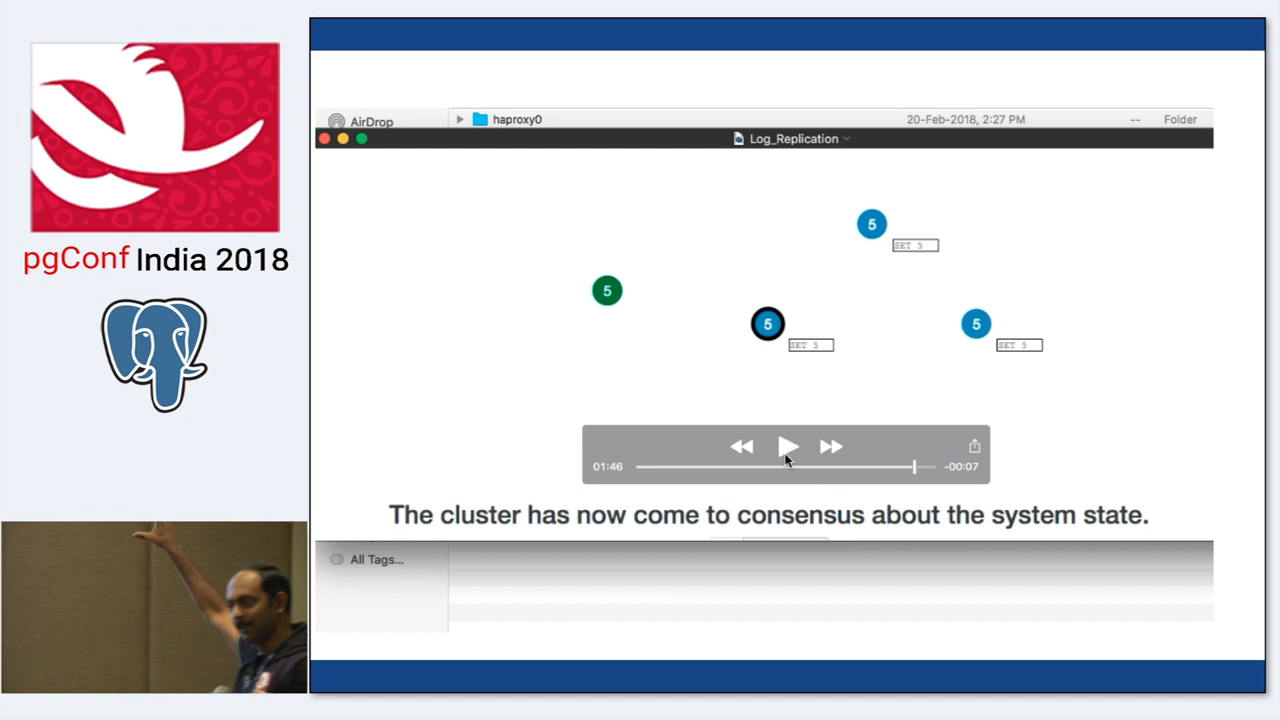 pgConf India 2018
AirDrop
haproxy0
20-Feb-2018, 2:27 PM
--
Folder
Log_Replication
5
SET 5
5
5
SET 5
5
SET 5
01:46
-00:07
The cluster has now come to consensus about the system state.
All Tags...